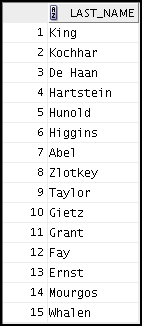 AZ LAST_NAME
1 King
2 Kochhar
3 De Haan
4 Hartstein
5 Hunold
6 Higgins
7 Abel
8 Zlotkey
9 Taylor
10 Gietz
11 Grant
12 Fay
13 Ernst
14 Mourgos
15 Whalen